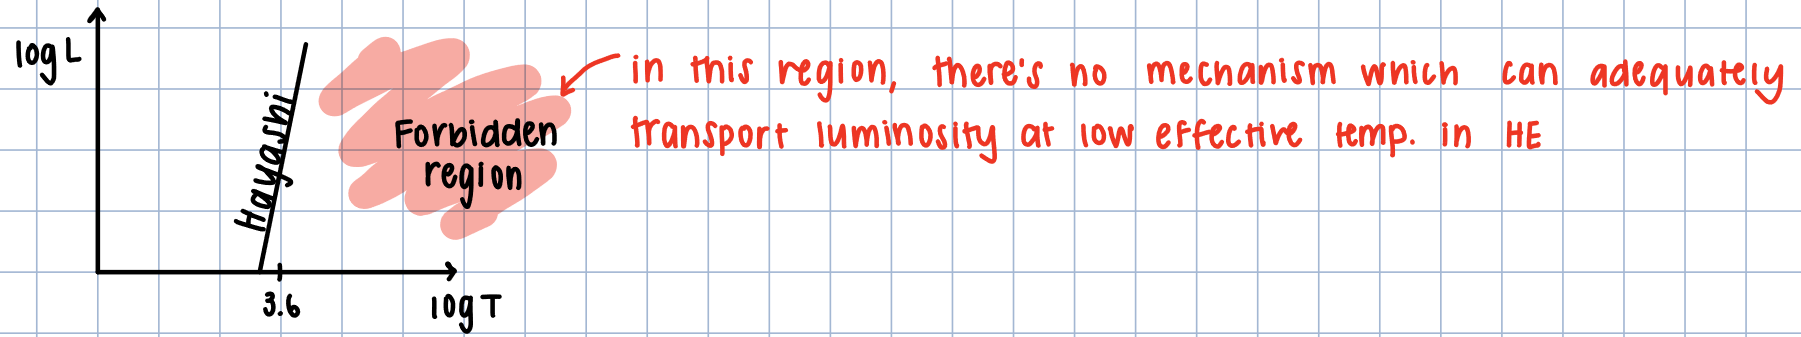 log L
Hayashi
Forbidden
region
in this region, there's no mechanism which can adequately
transport luminosity at low effective temp. in HE
3.6
log T